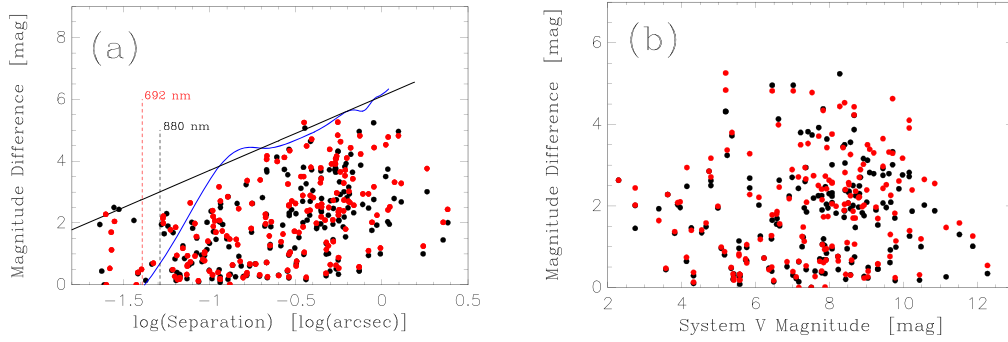 (a)
692 nm
880 nm
Magnitude Difference [mag]
8
6
4
2
0
−1.5
−1
−0.5
0
0.5
log(Separation) [log(arcsec)]
(b)
Magnitude Difference [mag]
6
4
2
0
2
4
6
8
10
12
System V Magnitude [mag]